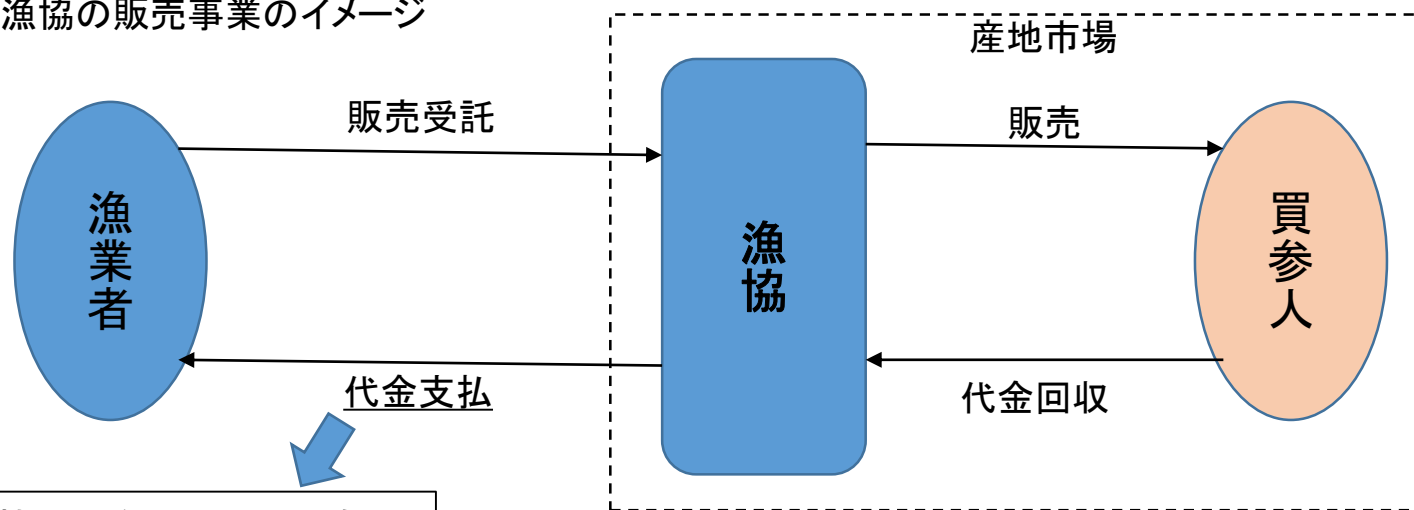 漁協の販売事業のイメージ
産地市場
販売受託
販売
漁業者
漁協
買参人
代金支払
代金回収